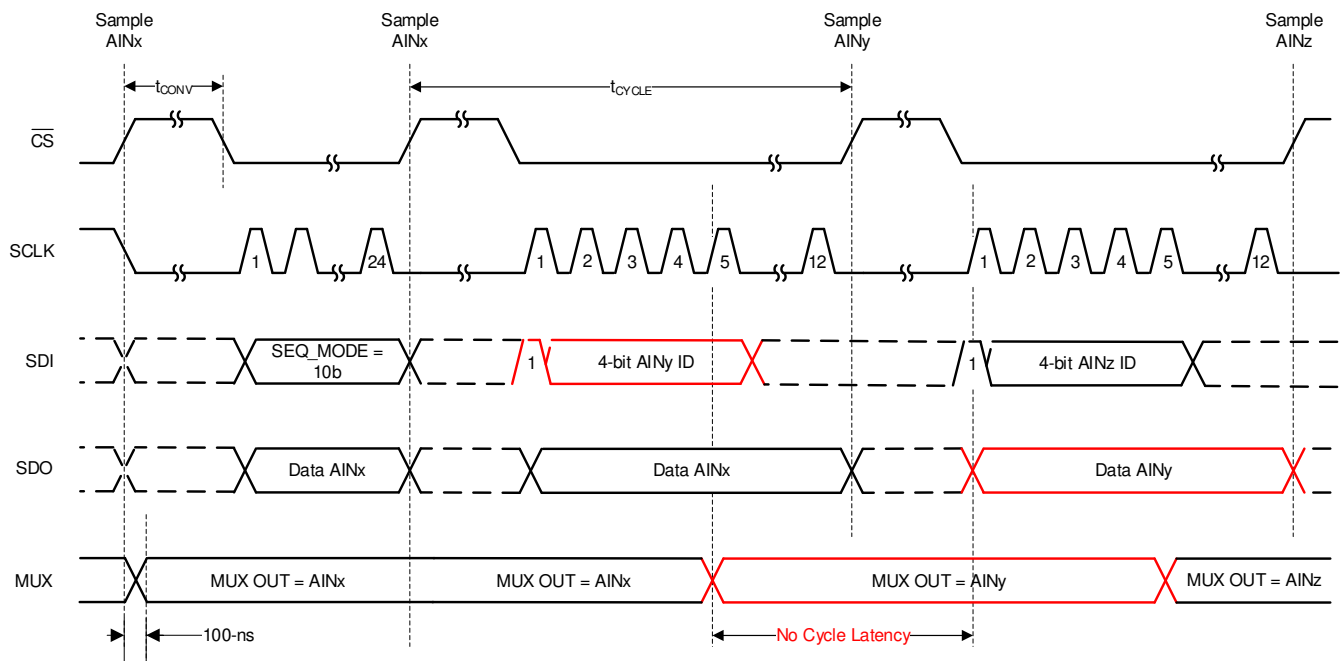 Sample
AINx
Sample
AINx
Sample
AINy
Sample
AINz
tCONV
tCYCLE
CS
SCLK
1
24
1
2
3
4
5
12
1
2
3
4
5
12
SDI
SEQ_MODE =
10b
1
4-bit AINy ID
1
4-bit AINz ID
SDO
Data AINx
Data AINx
Data AINy
MUX
MUX OUT = AINx
MUX OUT = AINx
MUX OUT = AINy
MUX OUT = AINz
100-ns
No Cycle Latency